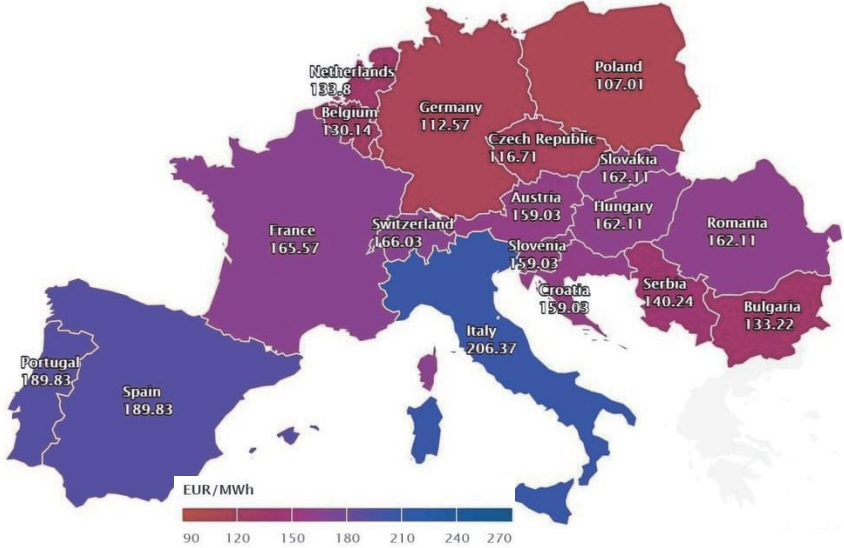 Netherlands
133.8
Belgium
130.14
Germany
112.57
Poland
107.01
Czech Republic
116.71
Slovakia
162.11
Austria
159.03
Hungary
162.11
Romania
162.11
France
165.57
Switzerland
166.03
Slovenia
159.03
Croatia
159.03
Serbia
140.24
Bulgaria
133.22
Italy
206.37
Portugal
189.83
Spain
189.83
EUR/MWh
90 120 150 180 210 240 270